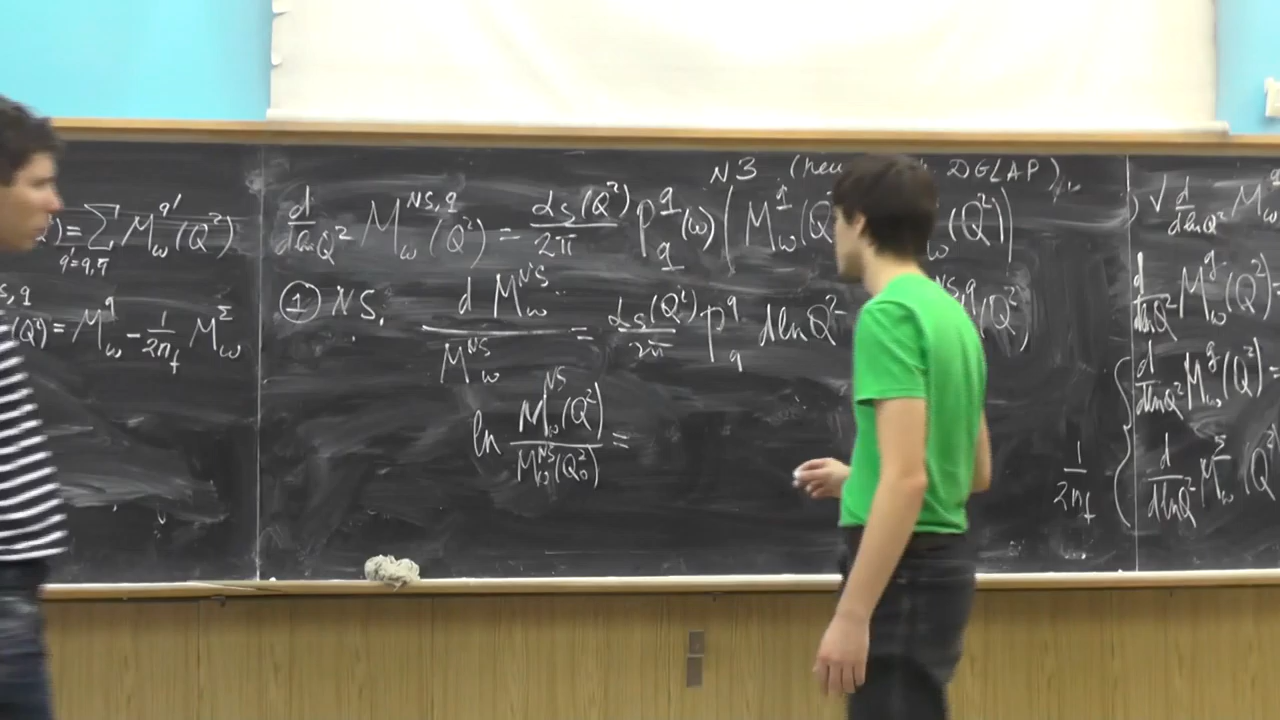 N3 DGLAP)
) = ∑_{q'=q,q̄} M_ω^{q'}(Q²)
(Q²) = M_ω^q − 1/2n_f M_ω^Σ
d/dlnQ² M_ω^{NS,q}(Q²) = α_s(Q²)/2π P_q^q(ω) ( M_ω^q(Q _ω(Q²) )
① NS: dM_ω^{NS}/M_ω^{NS} = α_s(Q²)/2π P_q^q dlnQ² ^{NS,q}(Q²)
ln M_ω^{NS}(Q²)/M_ω^{NS}(Q_0²) =
√ d/dlnQ² M_ω^q
d/dlnQ² M_ω^{q̄}(Q²) =
d/dlnQ² M_ω^g(Q²) =
1/2n_f { d/dlnQ² M_ω^Σ(Q²